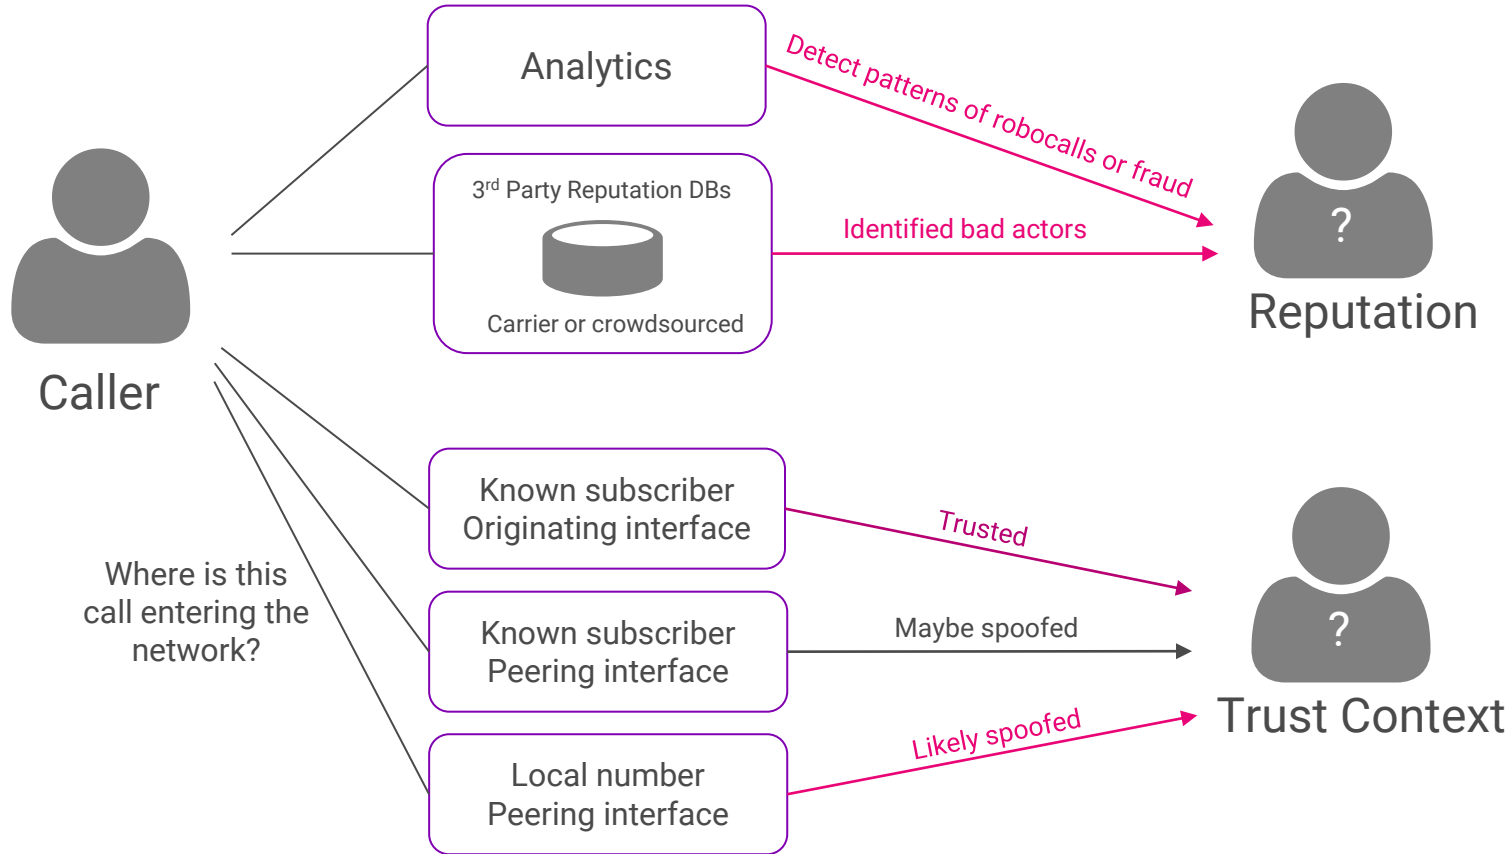 Analytics
Detect patterns of robocalls or fraud
3rd Party Reputation DBs
Carrier or crowdsourced
Identified bad actors
?
Reputation
Caller
Known subscriber
Originating interface
Trusted
Where is this
call entering the
network?
Known subscriber
Peering interface
Maybe spoofed
?
Trust Context
Local number
Peering interface
Likely spoofed